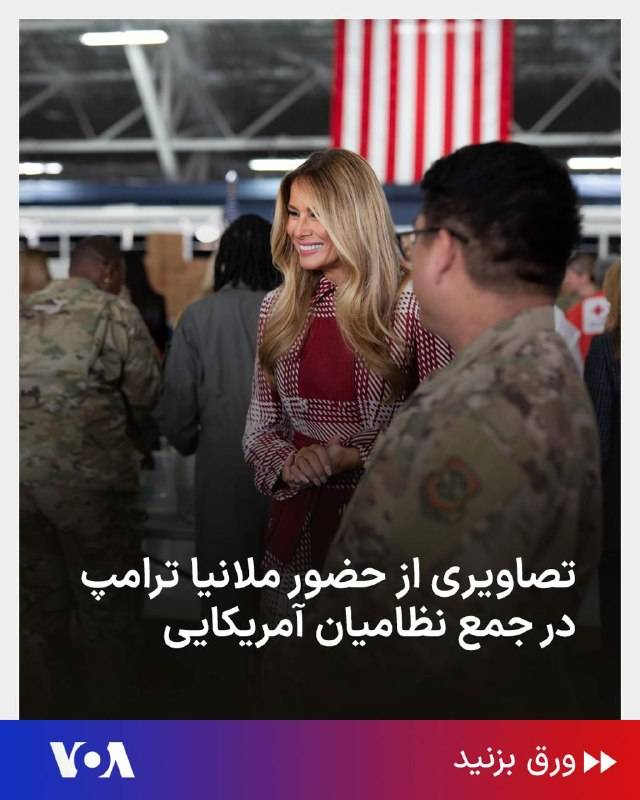 تصاویری از حضور ملانیا ترامپ
در جمع نظامیان آمریکایی
ورق بزنید
VOA